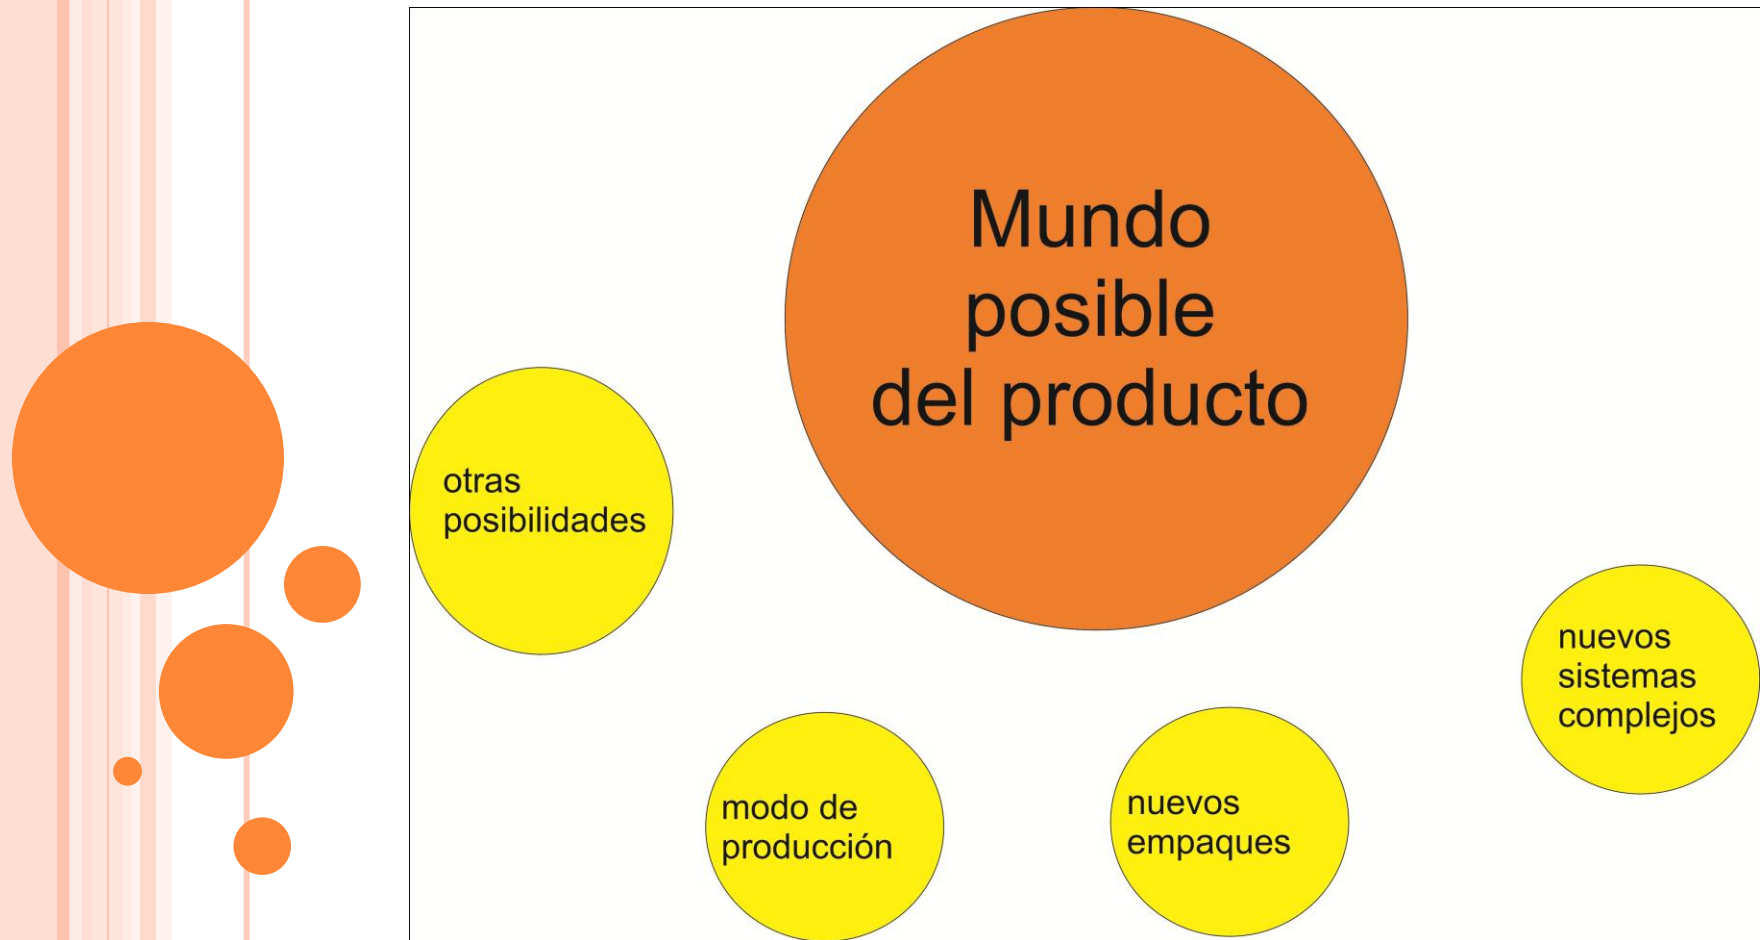 Mundo
posible
del producto
otras
posibilidades
nuevos
sistemas
complejos
modo de
producción
nuevos
empaques